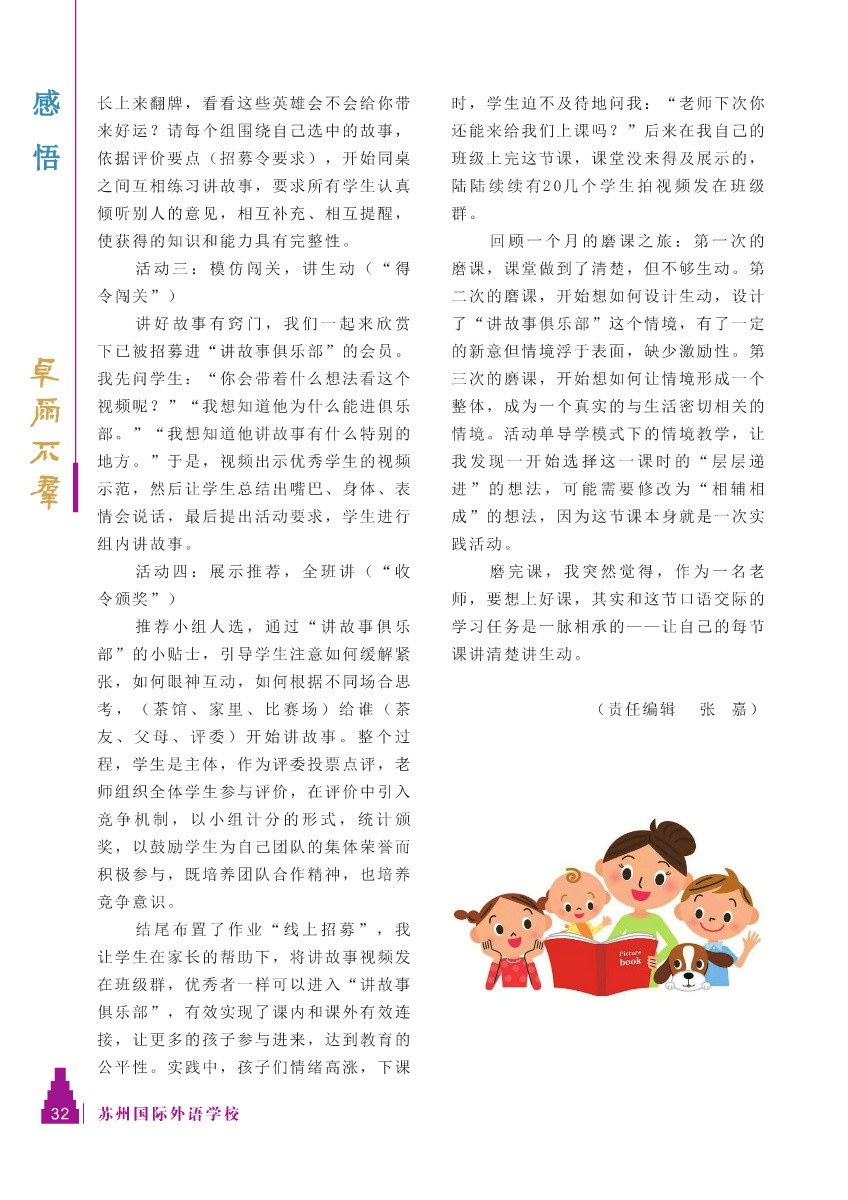 感
悟
卓尔不群
长上来翻牌，看看这些英雄会不会给你带
来好运？请每个组围绕自己选中的故事，
依据评价要点（招募令要求），开始同桌
之间互相练习讲故事，要求所有学生认真
倾听别人的意见，相互补充、相互提醒，
使获得的知识和能力具有完整性。
活动三：模仿闯关，讲生动（“得
令闯关”）
讲好故事有窍门，我们一起来欣赏
下已被招募进“讲故事俱乐部”的会员。
我先问学生：“你会带着什么想法看这个
视频呢？”“我想知道他为什么能进俱乐
部。”“我想知道他讲故事有什么特别的
地方。”于是，视频出示优秀学生的视频
示范，然后让学生总结出嘴巴、身体、表
情会说话，最后提出活动要求，学生进行
组内讲故事。
活动四：展示推荐，全班讲（“收
令颁奖”）
推荐小组人选，通过“讲故事俱乐
部”的小贴士，引导学生注意如何缓解紧
张，如何眼神互动，如何根据不同场合思
考，（茶馆、家里、比赛场）给谁（茶
友、父母、评委）开始讲故事。整个过
程，学生是主体，作为评委投票点评，老
师组织全体学生参与评价，在评价中引入
竞争机制，以小组计分的形式，统计颁
奖，以鼓励学生为自己团队的集体荣誉而
积极参与，既培养团队合作精神，也培养
竞争意识。
结尾布置了作业“线上招募”，我
让学生在家长的帮助下，将讲故事视频发
在班级群，优秀者一样可以进入“讲故事
俱乐部”，有效实现了课内和课外有效连
接，让更多的孩子参与进来，达到教育的
公平性。实践中，孩子们情绪高涨，下课
时，学生迫不及待地问我：“老师下次你
还能来给我们上课吗？”后来在我自己的
班级上完这节课，课堂没来得及展示的，
陆陆续续有20几个学生拍视频发在班级
群。
回顾一个月的磨课之旅：第一次的
磨课，课堂做到了清楚，但不够生动。第
二次的磨课，开始想如何设计生动，设计
了“讲故事俱乐部”这个情境，有了一定
的新意但情境浮于表面，缺少激励性。第
三次的磨课，开始想如何让情境形成一个
整体，成为一个真实的与生活密切相关的
情境。活动单导学模式下的情境教学，让
我发现一开始选择这一课时的“层层递
进”的想法，可能需要修改为“相辅相
成”的想法，因为这节课本身就是一次实
践活动。
磨完课，我突然觉得，作为一名老
师，要想上好课，其实和这节口语交际的
学习任务是一脉相承的——让自己的每节
课讲清楚讲生动。
（责任编辑 张 嘉）
Picture
book
32
苏州国际外语学校